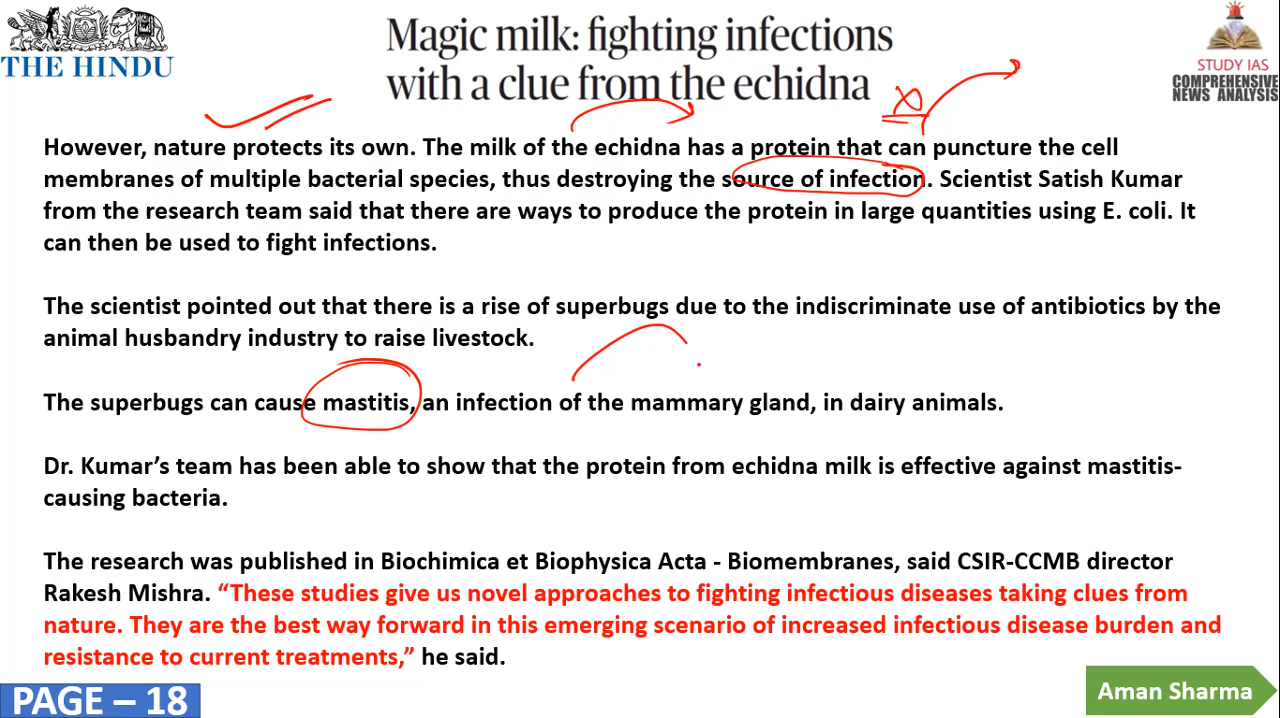 THE HINDU
Magic milk: fighting infections
with a clue from the echidna
STUDY IAS
COMPREHENSIVE
NEWS ANALYSIS
However, nature protects its own. The milk of the echidna has a protein that can puncture the cell
membranes of multiple bacterial species, thus destroying the source of infection. Scientist Satish Kumar
from the research team said that there are ways to produce the protein in large quantities using E. coli. It
can then be used to fight infections.
The scientist pointed out that there is a rise of superbugs due to the indiscriminate use of antibiotics by the
animal husbandry industry to raise livestock.
The superbugs can cause mastitis, an infection of the mammary gland, in dairy animals.
Dr. Kumar’s team has been able to show that the protein from echidna milk is effective against mastitis-
causing bacteria.
The research was published in Biochimica et Biophysica Acta - Biomembranes, said CSIR-CCMB director
Rakesh Mishra. “These studies give us novel approaches to fighting infectious diseases taking clues from
nature. They are the best way forward in this emerging scenario of increased infectious disease burden and
resistance to current treatments,” he said.
PAGE – 18
Aman Sharma